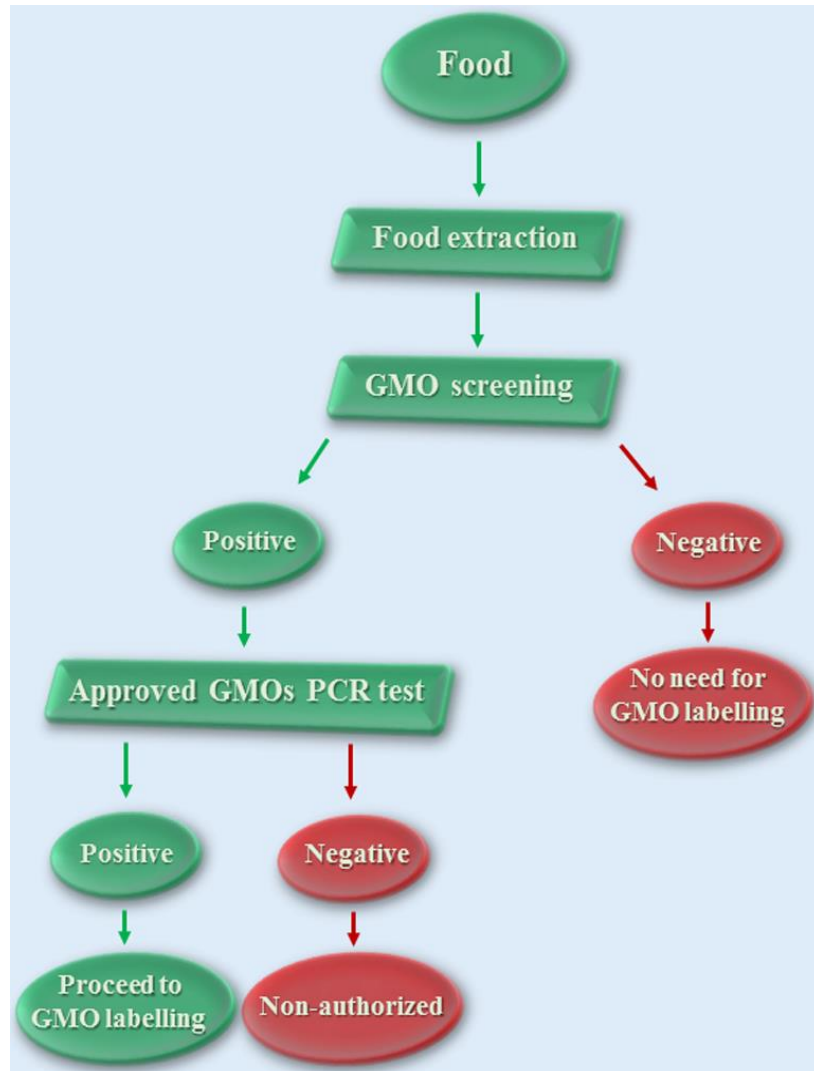 Food
Food extraction
GMO screening
Positive
Negative
Approved GMOs PCR test
No need for
GMO labelling
Positive
Negative
Proceed to
GMO labelling
Non-authorized